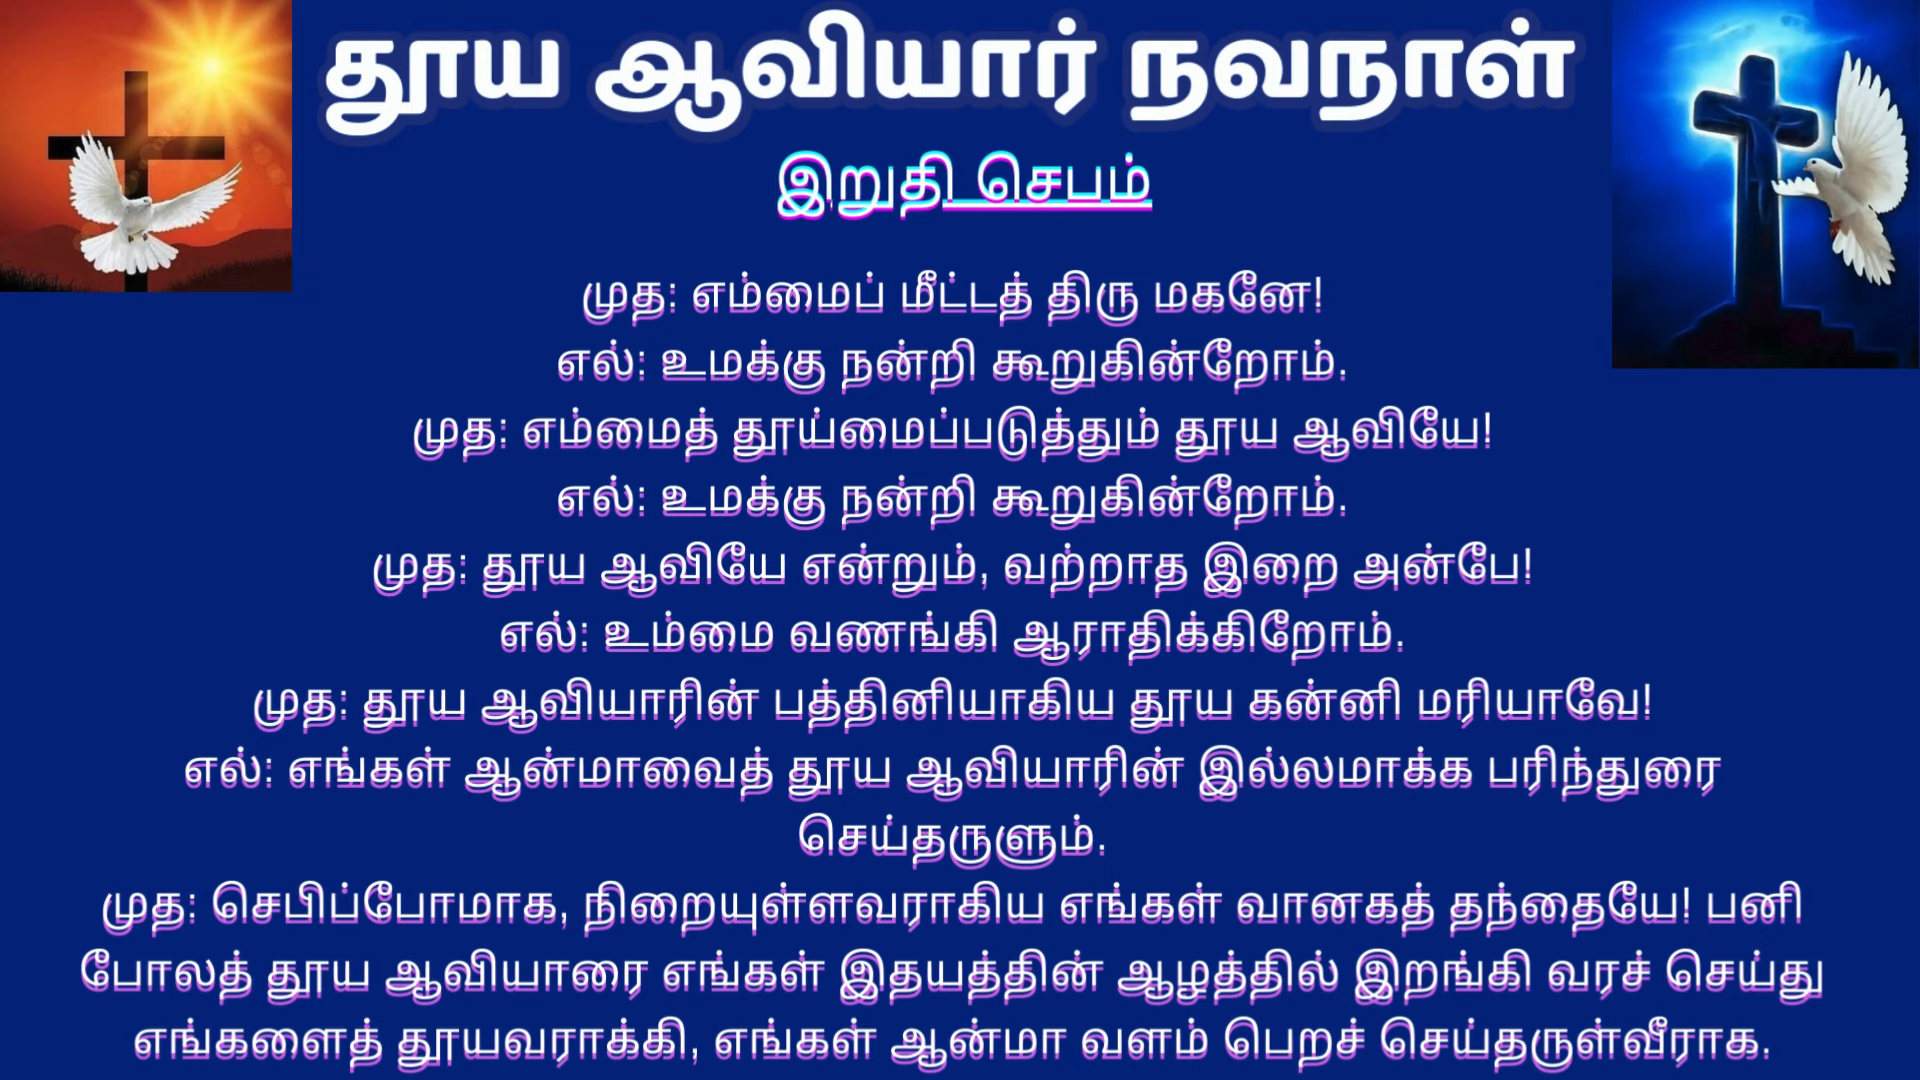 தூய ஆவியார் நவநாள்
இறுதி செபம்
முத: எம்மைப் மீட்டத் திரு மகனே!
எல்: உமக்கு நன்றி கூறுகின்றோம்.
முத: எம்மைத் தூய்மைப்படுத்தும் தூய ஆவியே!
எல்: உமக்கு நன்றி கூறுகின்றோம்.
முத: தூய ஆவியே என்றும், வற்றாத இறை அன்பே!
எல்: உம்மை வணங்கி ஆராதிக்கிறோம்.
முத: தூய ஆவியாரின் பத்தினியாகிய தூய கன்னி மரியாவே!
எல்: எங்கள் ஆன்மாவைத் தூய ஆவியாரின் இல்லமாக்க பரிந்துரை
செய்தருளும்.
முத: செபிப்போமாக, நிறையுள்ளவராகிய எங்கள் வானகத் தந்தையே! பனி
போலத் தூய ஆவியாரை எங்கள் இதயத்தின் ஆழத்தில் இறங்கி வரச் செய்து
எங்களைத் தூயவராக்கி, எங்கள் ஆன்மா வளம் பெறச் செய்தருள்வீராக.